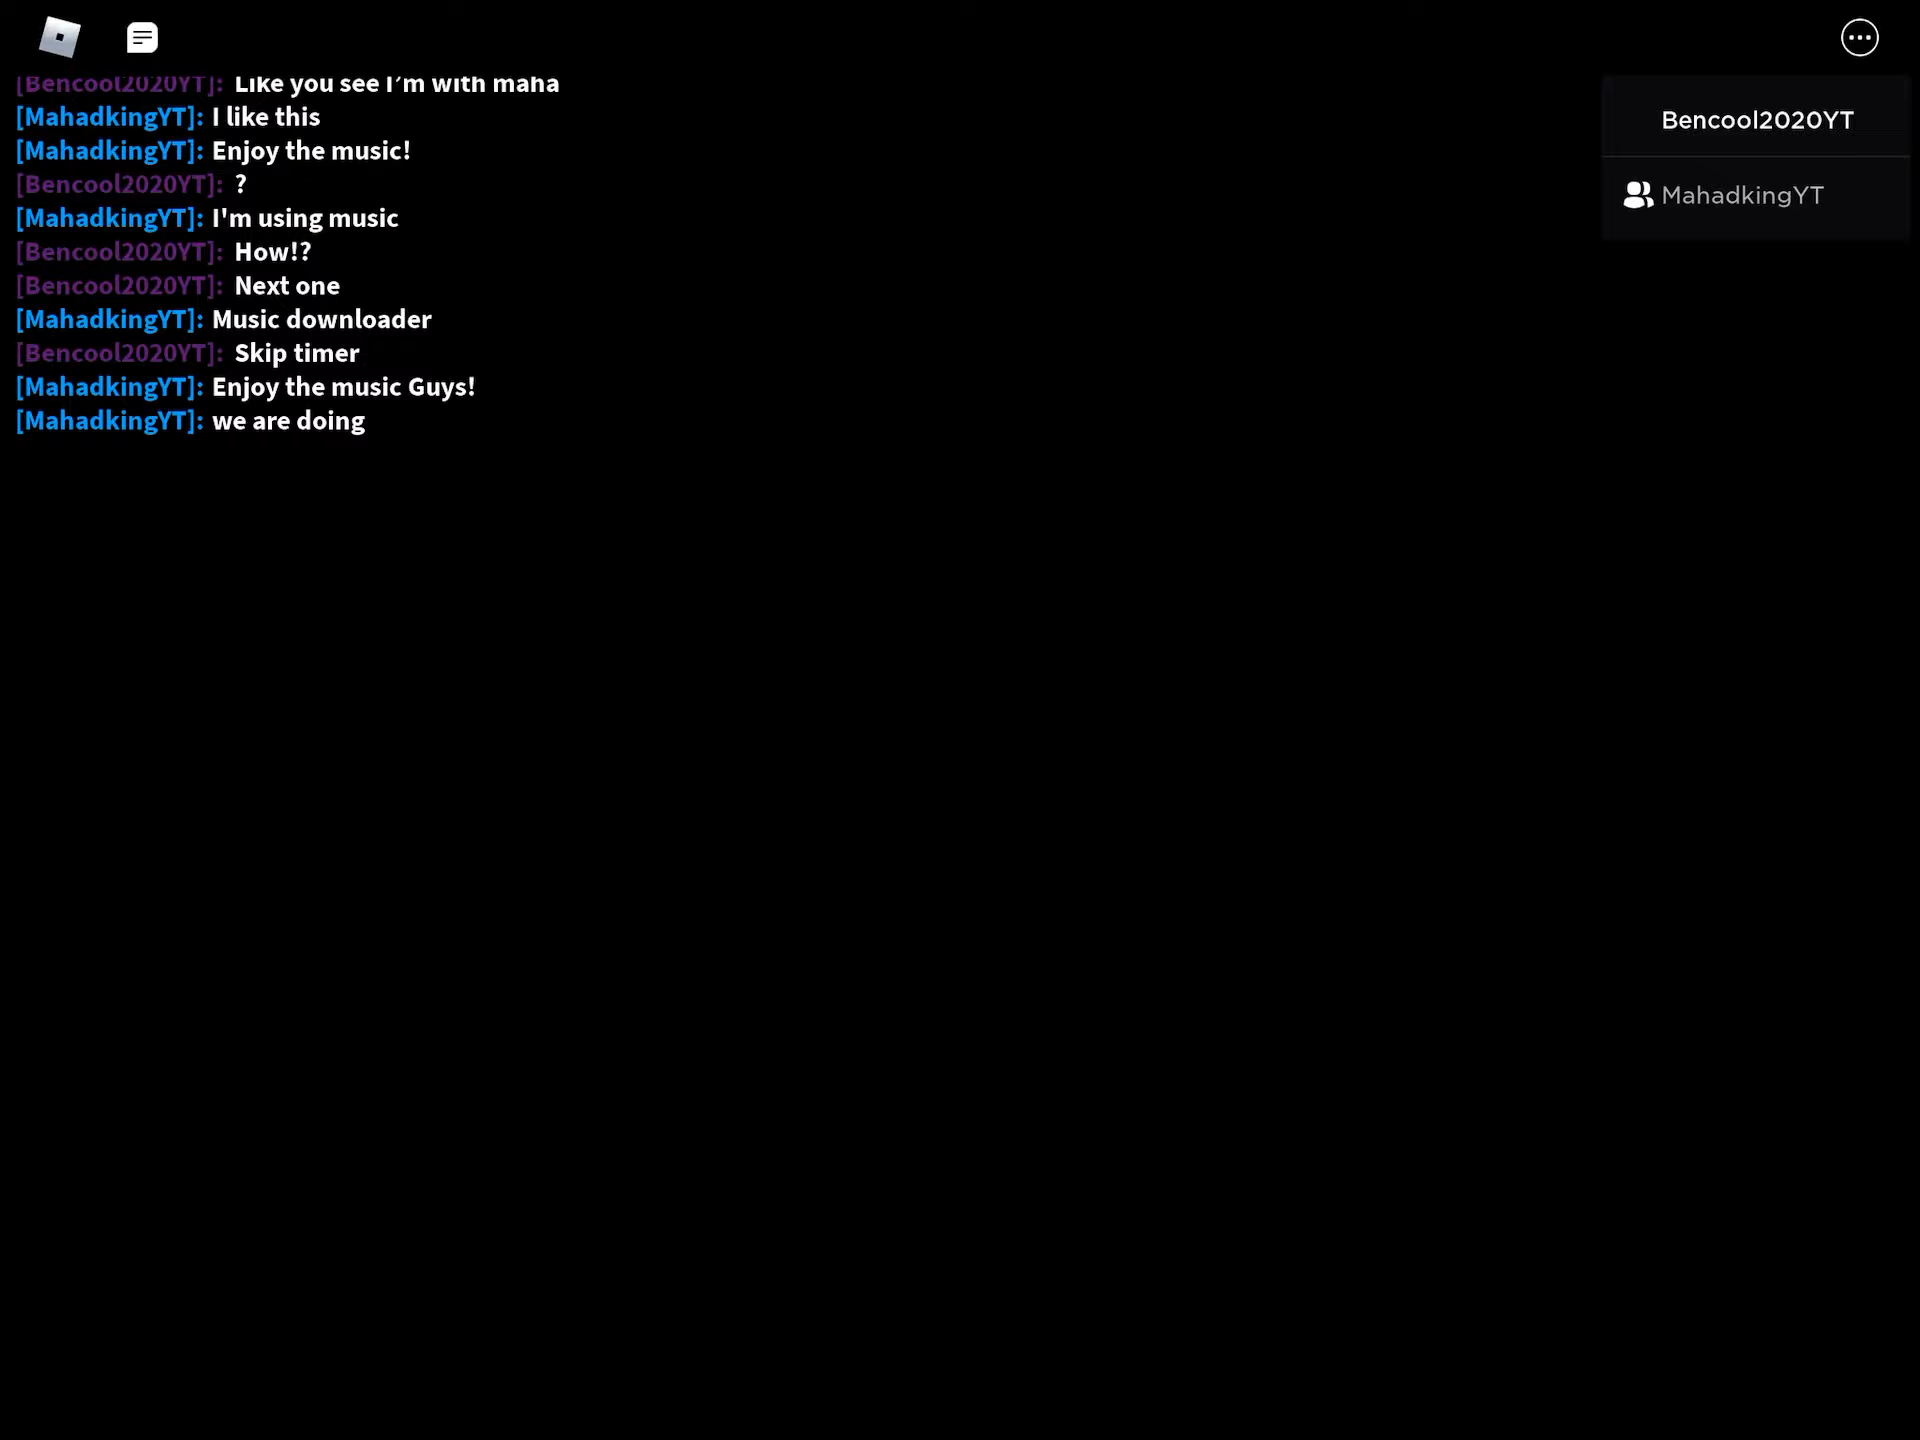 [Bencool2020YT]: Like you see I'm with maha
[MahadkingYT]: I like this
[MahadkingYT]: Enjoy the music!
[Bencool2020YT]: ?
[MahadkingYT]: I'm using music
[Bencool2020YT]: How!?
[Bencool2020YT]: Next one
[MahadkingYT]: Music downloader
[Bencool2020YT]: Skip timer
[MahadkingYT]: Enjoy the music Guys!
[MahadkingYT]: we are doing
Bencool2020YT
MahadkingYT